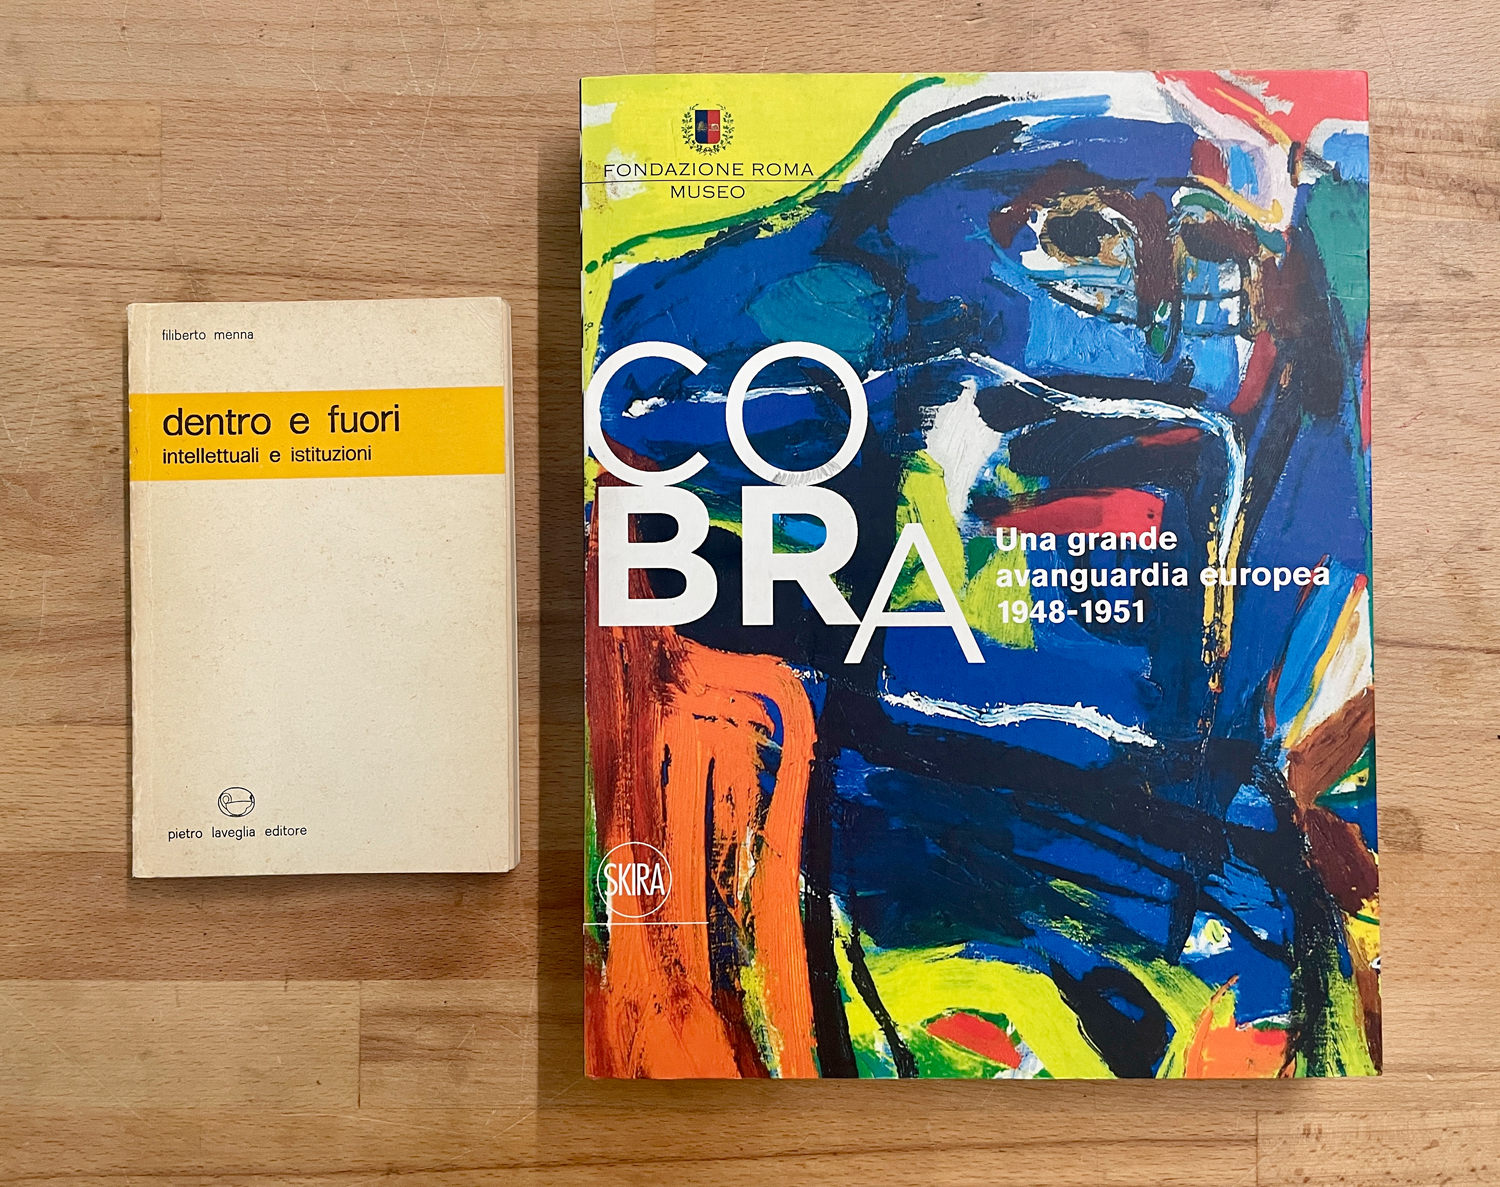 filiberto menna
dentro e fuori
intellettuali e istituzioni
pietro laveglia editore
FONDAZIONE ROMA
MUSEO
CO
BRA
Una grande
avanguardia europea
1948-1951
SKIRA